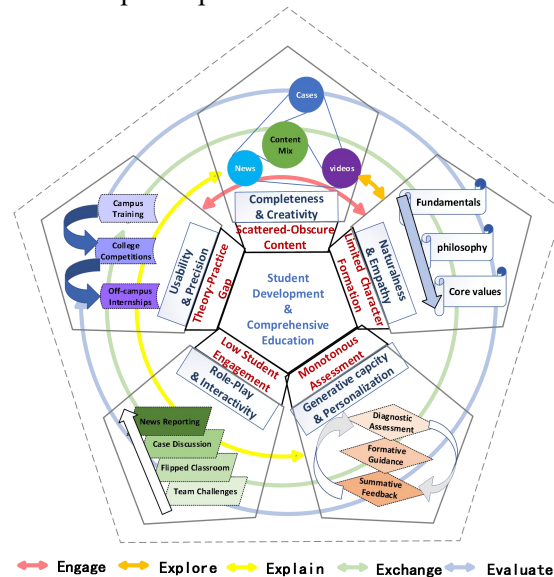 Cases
Content
Mix
News
videos
Completeness
& Creativity
Scattered-Obscure
Content
Campus
Training
College
Competitions
Off-campus
Internships
Usability
& Precision
Theory-Practice
Gap
Limited Character
Formation
Naturalness
& Empathy
Fundamentals
philosophy
Core values
Student
Development
&
Comprehensive
Education
Low Student
Engagement
Role-Play
& Interactivity
Monotonous
Assessment
Generative capcity
& Personalization
News Reporting
Case Discussion
Flipped Classroom
Team Challenges
Diagnostic
Assessment
Formative
Guidance
Summative
Feedback
Engage
Explore
Explain
Exchange
Evaluate